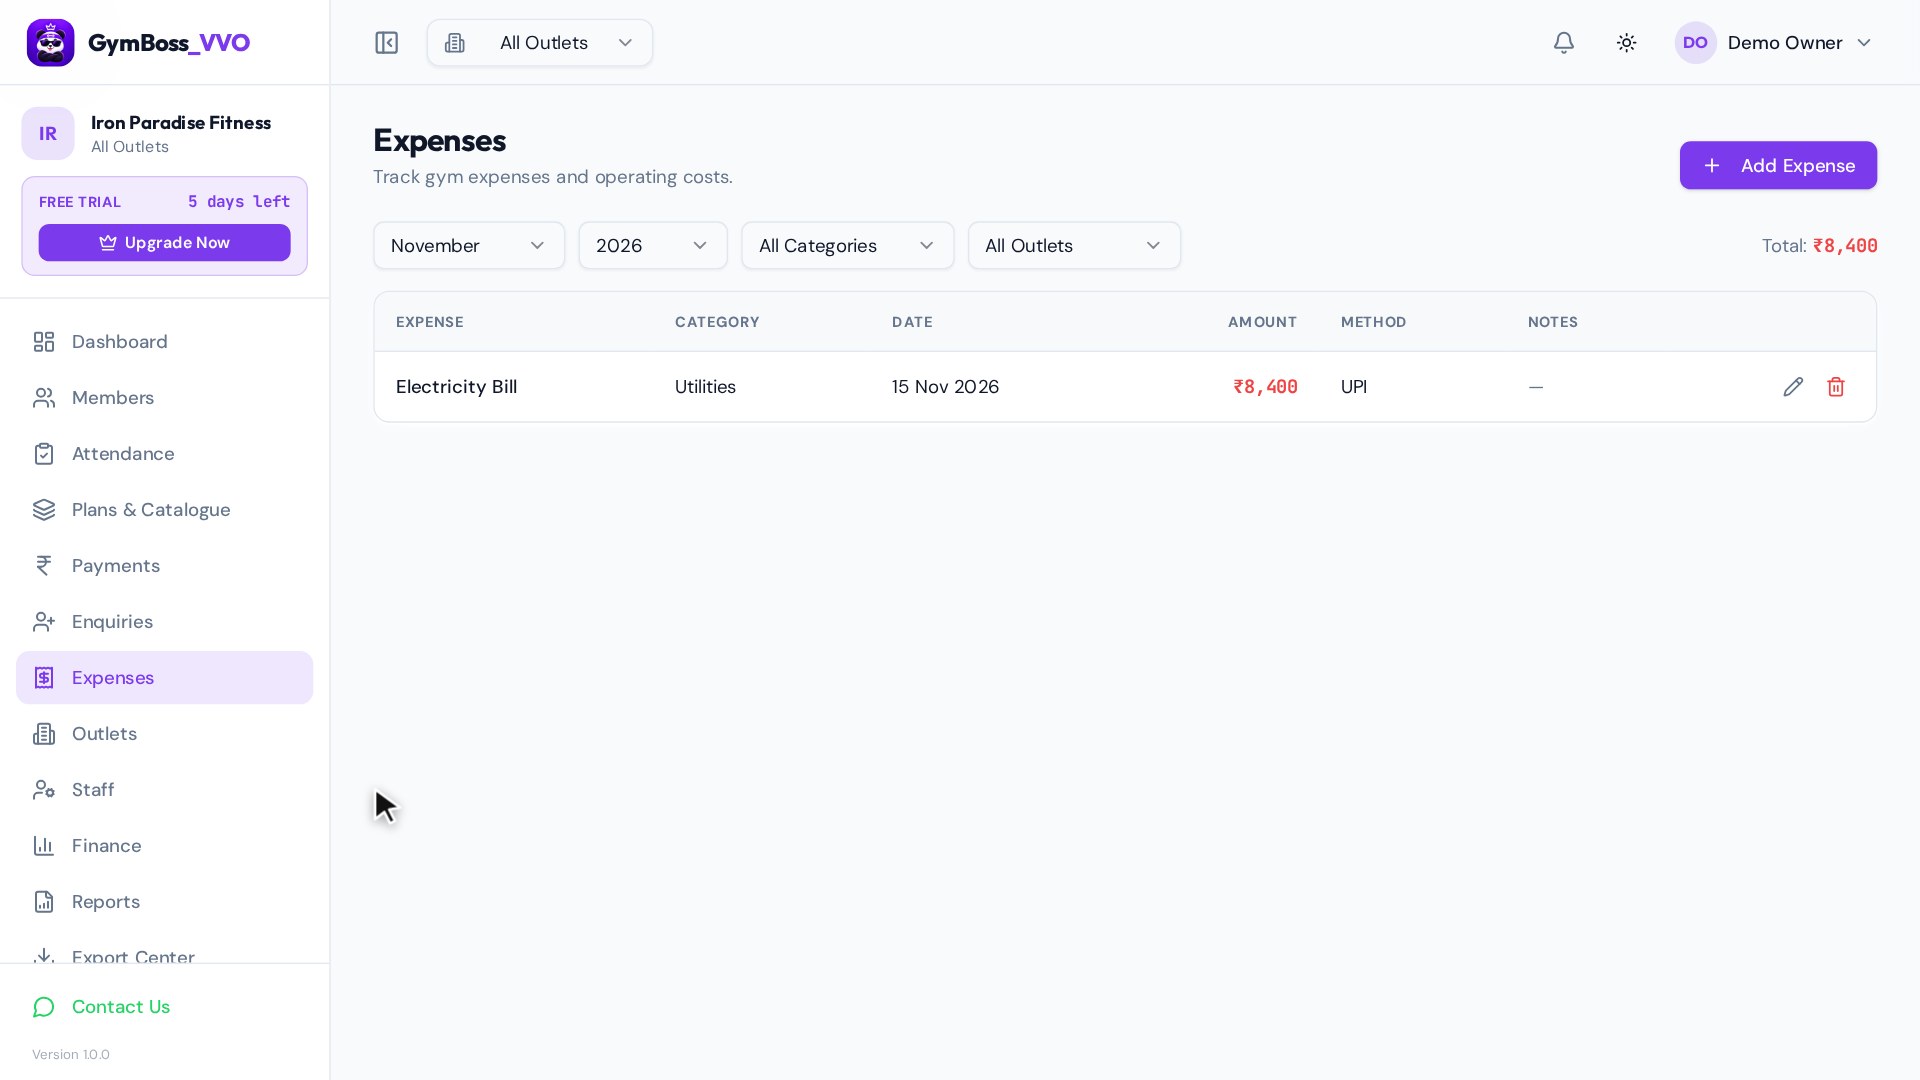 GymBoss_VVO
All Outlets
DO
Demo Owner
IR
Iron Paradise Fitness
All Outlets
FREE TRIAL
5 days left
Upgrade Now
Dashboard
Members
Attendance
Plans & Catalogue
Payments
Enquiries
Expenses
Outlets
Staff
Finance
Reports
Export Center
Contact Us
Version 1.0.0
Expenses
Track gym expenses and operating costs.
Add Expense
November
2026
All Categories
All Outlets
Total: ₹8,400
EXPENSE CATEGORY DATE AMOUNT METHOD NOTES
Electricity Bill Utilities 15 Nov 2026 ₹8,400 UPI —